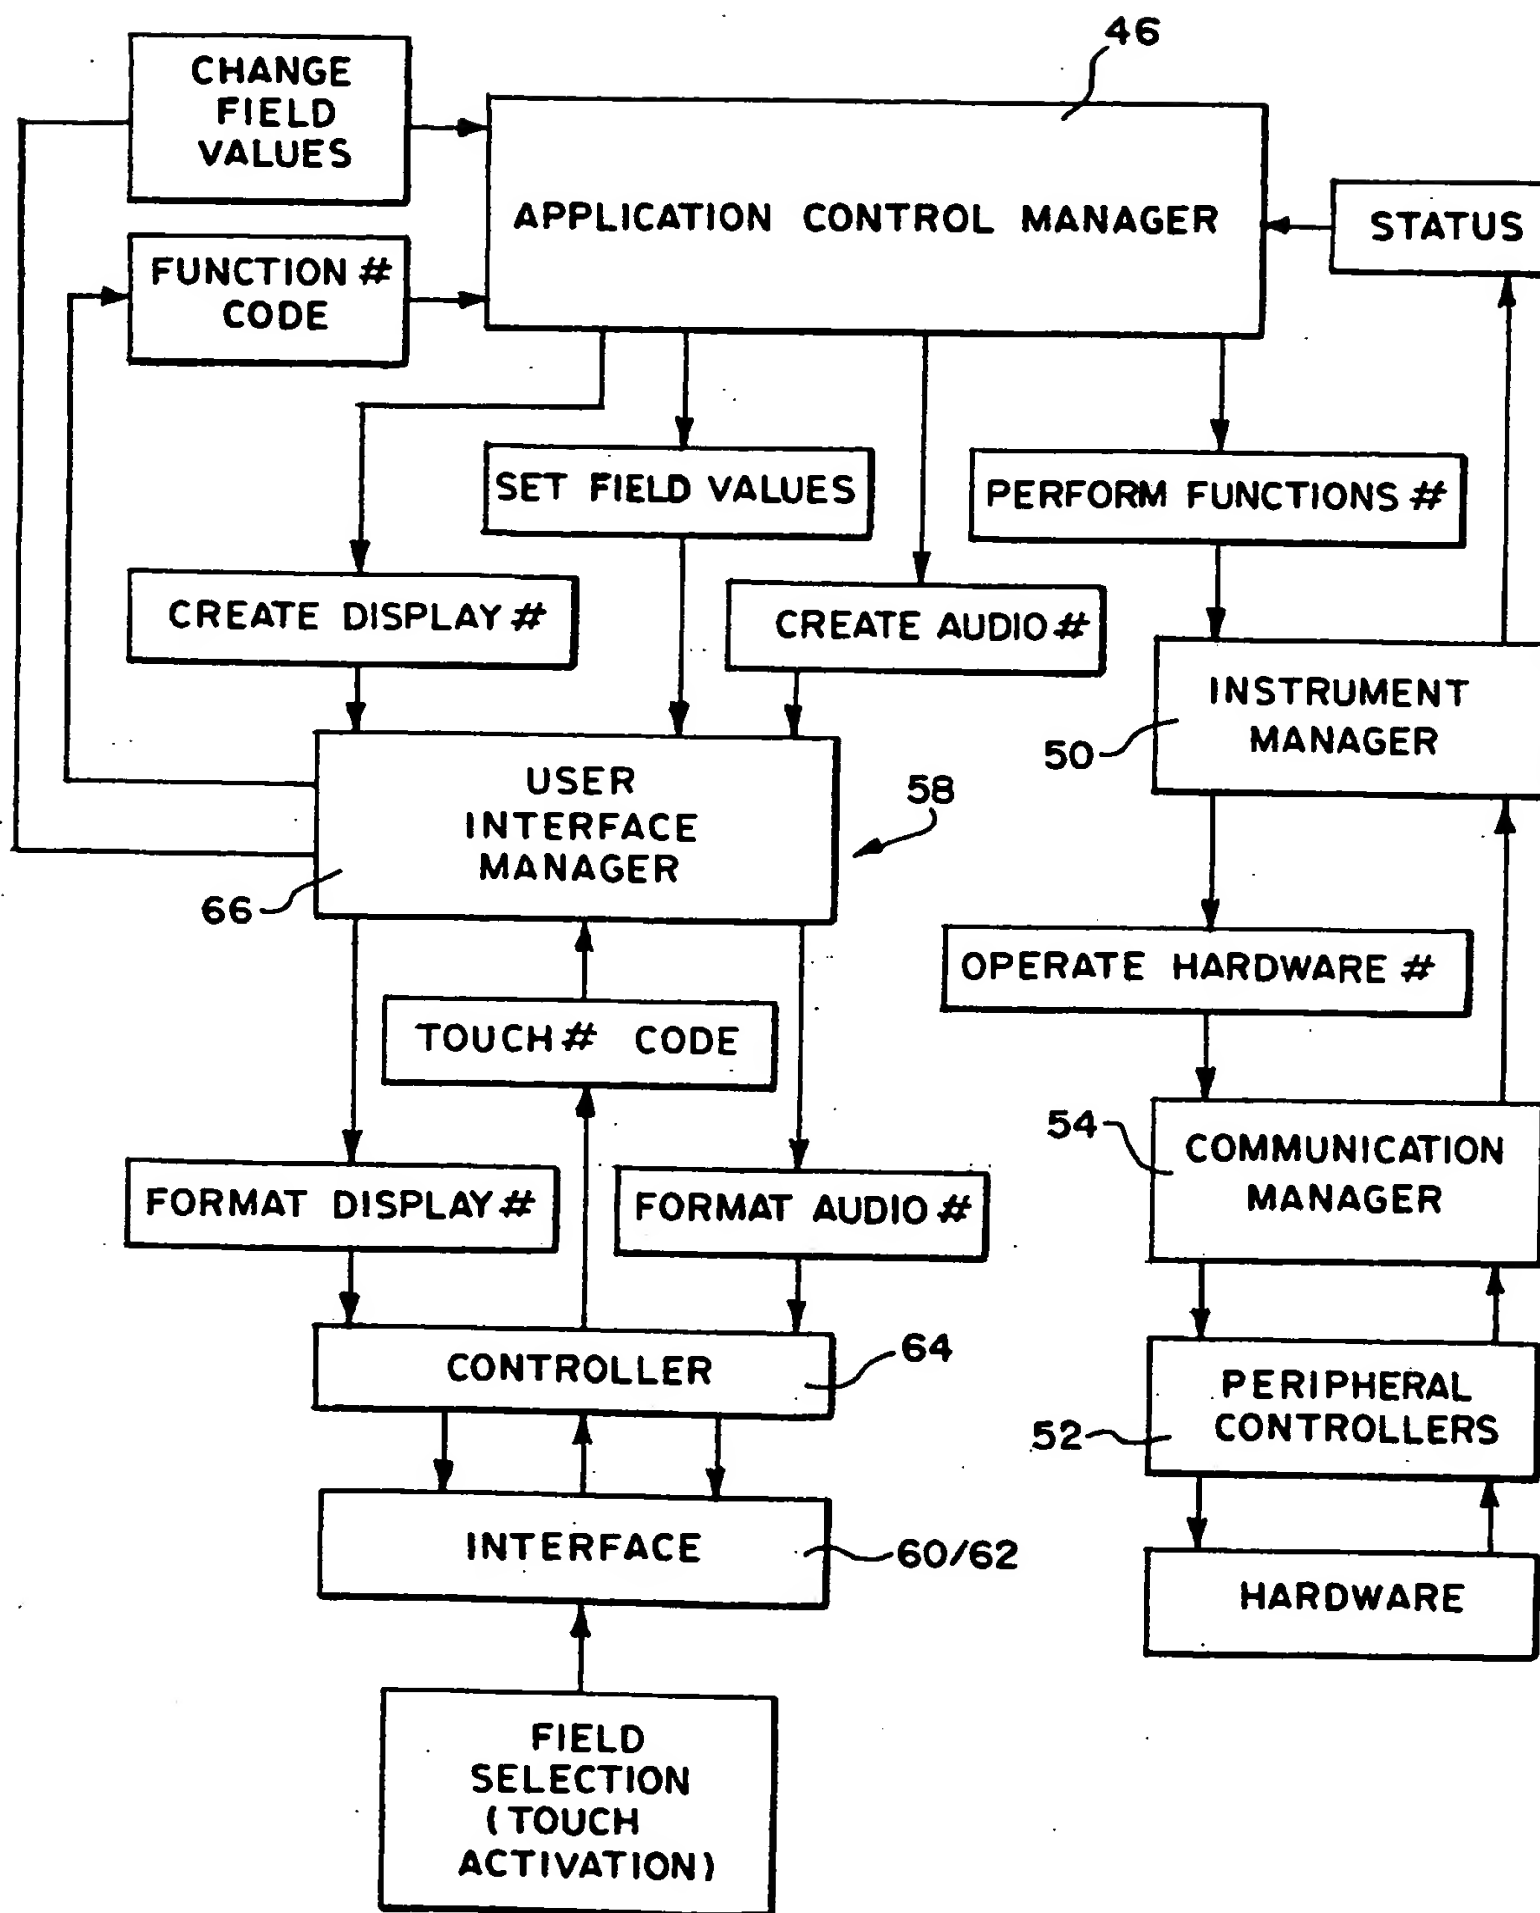 46
CHANGE
FIELD
VALUES
APPLICATION CONTROL MANAGER
STATUS
FUNCTION #
CODE
SET FIELD VALUES
PERFORM FUNCTIONS #
CREATE DISPLAY #
CREATE AUDIO #
INSTRUMENT
MANAGER
50
USER
INTERFACE
MANAGER
58
66
OPERATE HARDWARE #
TOUCH # CODE
54
COMMUNICATION
MANAGER
FORMAT DISPLAY #
FORMAT AUDIO #
CONTROLLER
64
PERIPHERAL
CONTROLLERS
52
INTERFACE
60/62
HARDWARE
FIELD
SELECTION
(TOUCH
ACTIVATION)